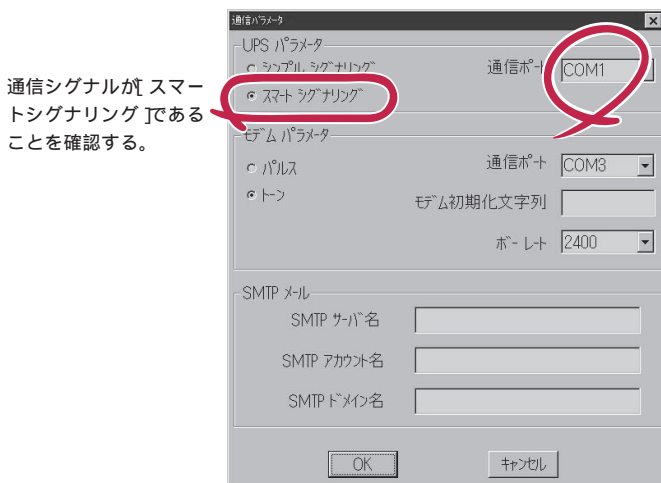 通信パラメータ
UPS パラメータ
シンプル シグナリング
スマート シグナリング
通信ポート COM1
通信シグナルが[スマー
トシグナリング]である
ことを確認する。
モデム パラメータ
パルス
トーン
通信ポート COM3
モデム初期化文字列
ボー レート 2400
SMTP メール
SMTP サーバ名
SMTP アカウント名
SMTP ドメイン名
OK キャンセル